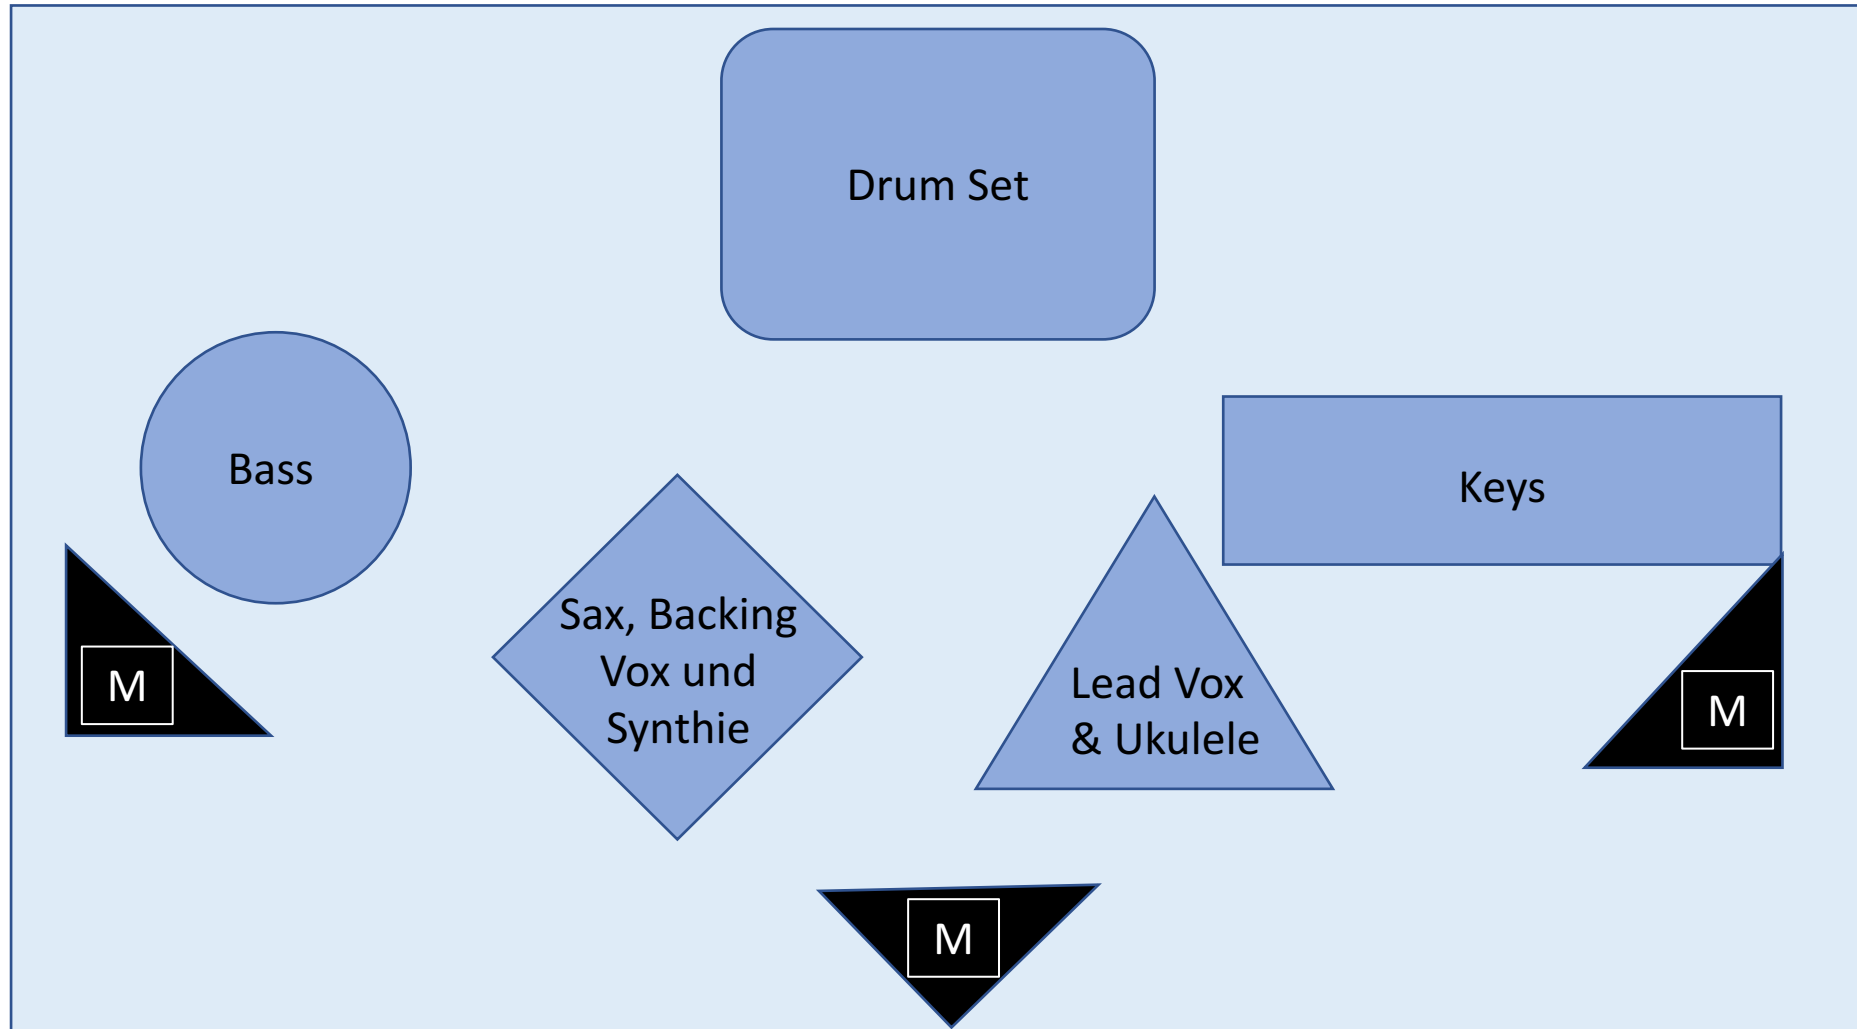 Drum Set
Bass
Keys
Sax, Backing
Vox und
Synthie
Lead Vox
& Ukulele
M
M
M